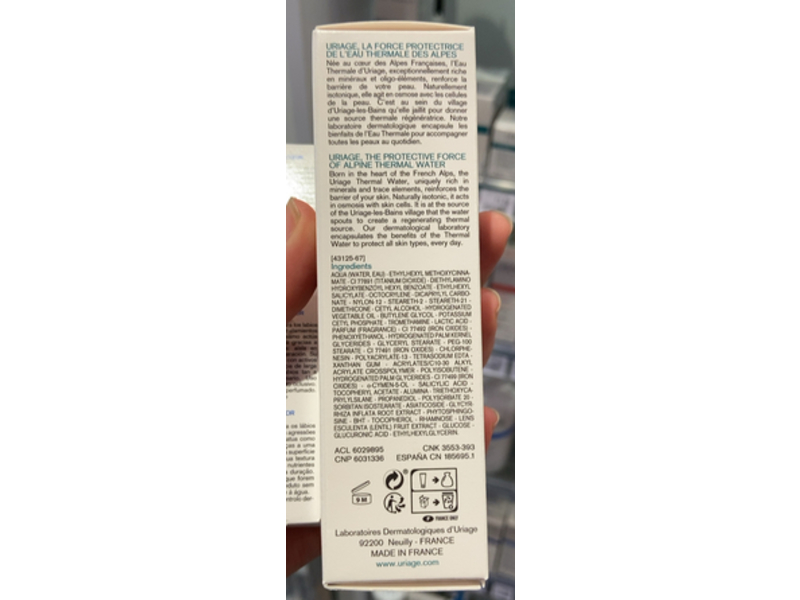 URIAGE, LA FORCE PROTECTRICE
DE L'EAU THERMALE DES ALPES
Née au cœur des Alpes Françaises, l'Eau
Thermale d'Uriage, exceptionnellement riche
en minéraux et oligo-éléments, renforce la
barrière de votre peau. Naturellement
isotonique, elle agit en osmose avec les cellules
de la peau. C'est au sein du village
d'Uriage-les-Bains qu'elle jaillit pour donner
une source thermale régénératrice. Notre
laboratoire dermatologique encapsule les
bienfaits de l'Eau Thermale pour accompagner
toutes les peaux au quotidien.
URIAGE, THE PROTECTIVE FORCE
OF ALPINE THERMAL WATER
Born in the heart of the French Alps, the
Uriage Thermal Water, uniquely rich in
minerals and trace elements, reinforces the
barrier of your skin. Naturally isotonic, it acts
in osmosis with skin cells. It is at the source
of the Uriage-les-Bains village that the water
spouts to create a regenerating thermal
source. Our dermatological laboratory
encapsulates the benefits of the Thermal
Water to protect all skin types, every day.
[43125-67]
Ingredients
AQUA (WATER, EAU) - ETHYLHEXYL METHOXYCINNA-
MATE - CI 77891 (TITANIUM DIOXIDE) - DIETHYLAMINO
HYDROXYBENZOYL HEXYL BENZOATE - ETHYLHEXYL
SALICYLATE - OCTOCRYLENE - DICAPRYLYL CARBO-
NATE - NYLON-12 - STEARETH-2 - STEARETH-21 -
DIMETHICONE - CETYL ALCOHOL - HYDROGENATED
VEGETABLE OIL - BUTYLENE GLYCOL - POTASSIUM
CETYL PHOSPHATE - TROMETHAMINE - LACTIC ACID -
PARFUM (FRAGRANCE) - CI 77492 (IRON OXIDES) -
PHENOXYETHANOL - HYDROGENATED PALM KERNEL
GLYCERIDES - GLYCERYL STEARATE - PEG-100
STEARATE - CI 77491 (IRON OXIDES) - CHLORPHE-
NESIN - POLYACRYLATE-13 - TETRASODIUM EDTA -
XANTHAN GUM - ACRYLATES/C10-30 ALKYL
ACRYLATE CROSSPOLYMER - POLYISOBUTENE -
HYDROGENATED PALM GLYCERIDES - CI 77499 (IRON
OXIDES) - o-CYMEN-5-OL - SALICYLIC ACID -
TOCOPHERYL ACETATE - ALUMINA - TRIETHOXYCA-
PRYLYLSILANE - PROPANEDIOL - POLYSORBATE 20 -
SORBITAN ISOSTEARATE - ASIATICOSIDE - GLYCYR-
RHIZA INFLATA ROOT EXTRACT - PHYTOSPHINGO-
SINE - BHT - TOCOPHEROL - RHAMNOSE - LENS
ESCULENTA (LENTIL) FRUIT EXTRACT - GLUCOSE -
GLUCURONIC ACID - ETHYLHEXYLGLYCERIN.
ACL 6029895 CNK 3553-393
CNP 6031336 ESPAÑA CN 185695.1
9 M
FRANCE ONLY
Laboratoires Dermatologiques d'Uriage
92200 Neuilly - FRANCE
MADE IN FRANCE
www.uriage.com